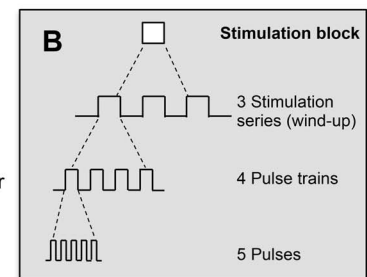 B
Stimulation block
3 Stimulation
series (wind-up)
r
4 Pulse trains
5 Pulses